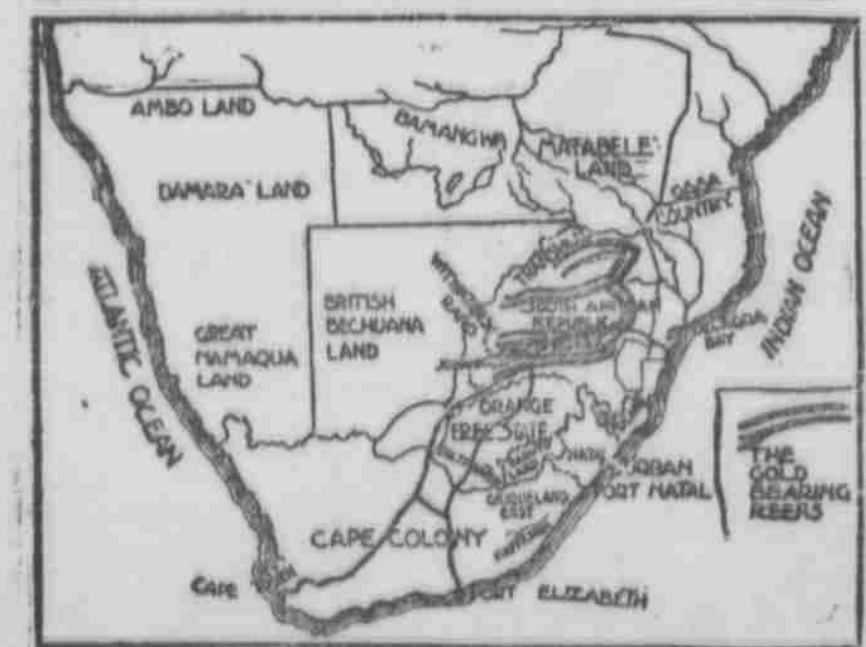 AMBO LAND
BAMANGWA
MATABELE
LAND
DAMARA LAND
GAZA
COUNTRY
ATLANTIC OCEAN
INDIAN OCEAN
BRITISH
BECHUANA
LAND
SOUTH AFRICAN
REPUBLIC
GREAT
NAMAQUA
LAND
DELAGOA
BAY
ORANGE
FREE STATE
NATAL
DURBAN
PORT NATAL
GRIQUELAND
EAST
CAPE COLONY
CAPE
PORT ELIZABETH
THE
GOLD
BEARING
REEFS